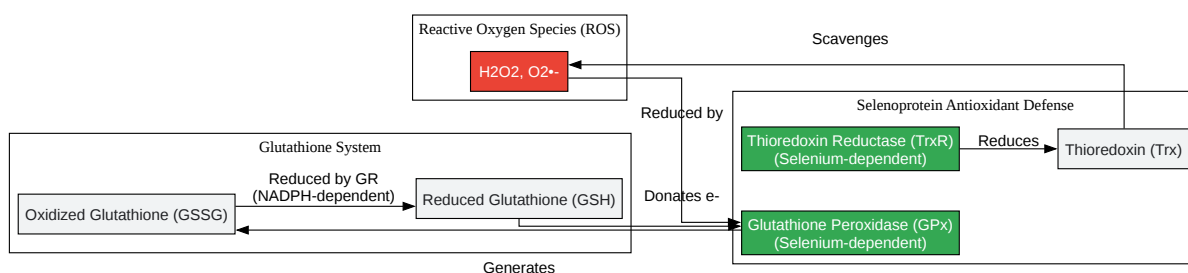 Reactive Oxygen Species (ROS)
H2O2, O2•-
Scavenges
Reduced by
Selenoprotein Antioxidant Defense
Thioredoxin Reductase (TrxR)
(Selenium-dependent)
Reduces
Thioredoxin (Trx)
Glutathione System
Oxidized Glutathione (GSSG)
Reduced by GR
(NADPH-dependent)
Reduced Glutathione (GSH)
Donates e-
Glutathione Peroxidase (GPx)
(Selenium-dependent)
Generates